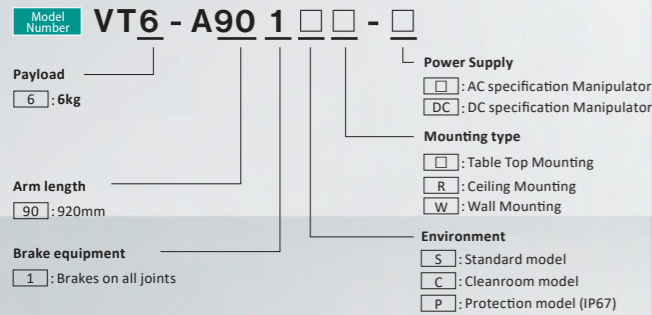 Model Number VT6 - A90 1 □ □ - □
Payload
6 : 6kg
Arm length
90 : 920mm
Brake equipment
1 : Brakes on all joints
Power Supply
□ : AC specification Manipulator
DC : DC specification Manipulator
Mounting type
□ : Table Top Mounting
R : Ceiling Mounting
W : Wall Mounting
Environment
S : Standard model
C : Cleanroom model
P : Protection model (IP67)